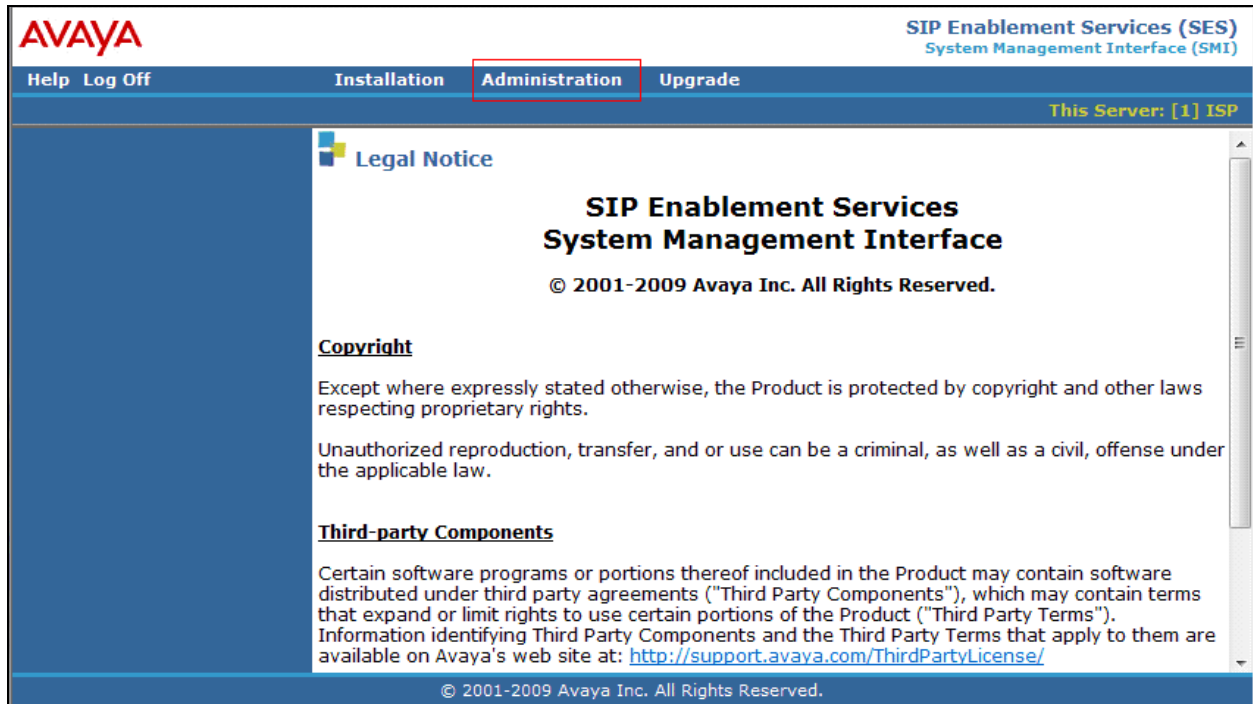 AVAYA
SIP Enablement Services (SES)
System Management Interface (SMI)
Help Log Off Installation Administration Upgrade
This Server: [1] ISP
Legal Notice
SIP Enablement Services
System Management Interface
© 2001-2009 Avaya Inc. All Rights Reserved.
Copyright
Except where expressly stated otherwise, the Product is protected by copyright and other laws
respecting proprietary rights.
Unauthorized reproduction, transfer, and or use can be a criminal, as well as a civil, offense under
the applicable law.
Third-party Components
Certain software programs or portions thereof included in the Product may contain software
distributed under third party agreements ("Third Party Components"), which may contain terms
that expand or limit rights to use certain portions of the Product ("Third Party Terms").
Information identifying Third Party Components and the Third Party Terms that apply to them are
available on Avaya's web site at: http://support.avaya.com/ThirdPartyLicense/
© 2001-2009 Avaya Inc. All Rights Reserved.